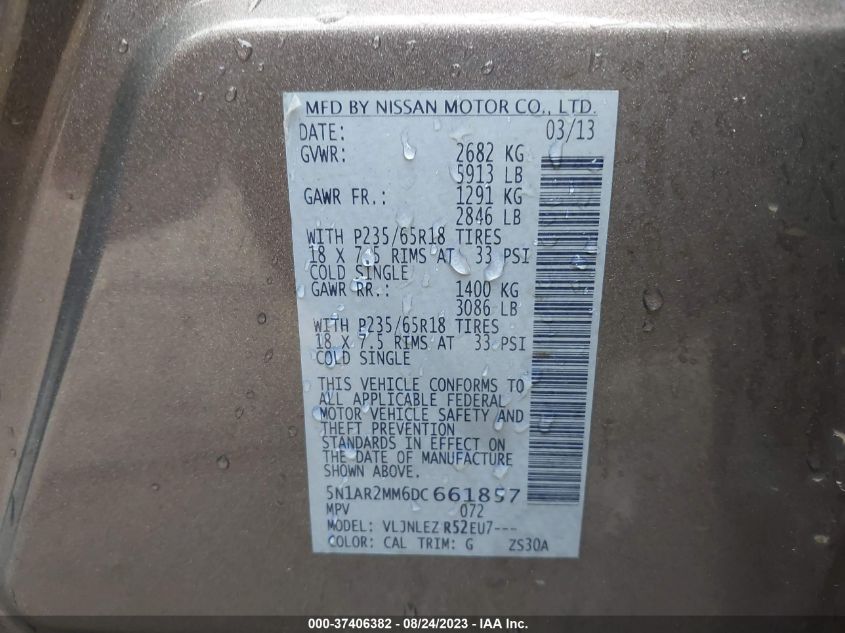 MFD BY NISSAN MOTOR CO., LTD.
DATE: 03/13
GVWR: 2682 KG
5913 LB
GAWR FR.: 1291 KG
2846 LB
WITH P235/65R18 TIRES
18 X 7.5 RIMS AT 33 PSI
COLD SINGLE
GAWR RR.: 1400 KG
3086 LB
WITH P235/65R18 TIRES
18 X 7.5 RIMS AT 33 PSI
COLD SINGLE
THIS VEHICLE CONFORMS TO
ALL APPLICABLE FEDERAL
MOTOR VEHICLE SAFETY AND
THEFT PREVENTION
STANDARDS IN EFFECT ON
THE DATE OF MANUFACTURE
SHOWN ABOVE.
5N1AR2MM6DC661857
MPV 072
MODEL: VLJNLEZ R52EU7---
COLOR: CAL TRIM: G ZS30A
000-37406382 - 08/24/2023 - IAA Inc.